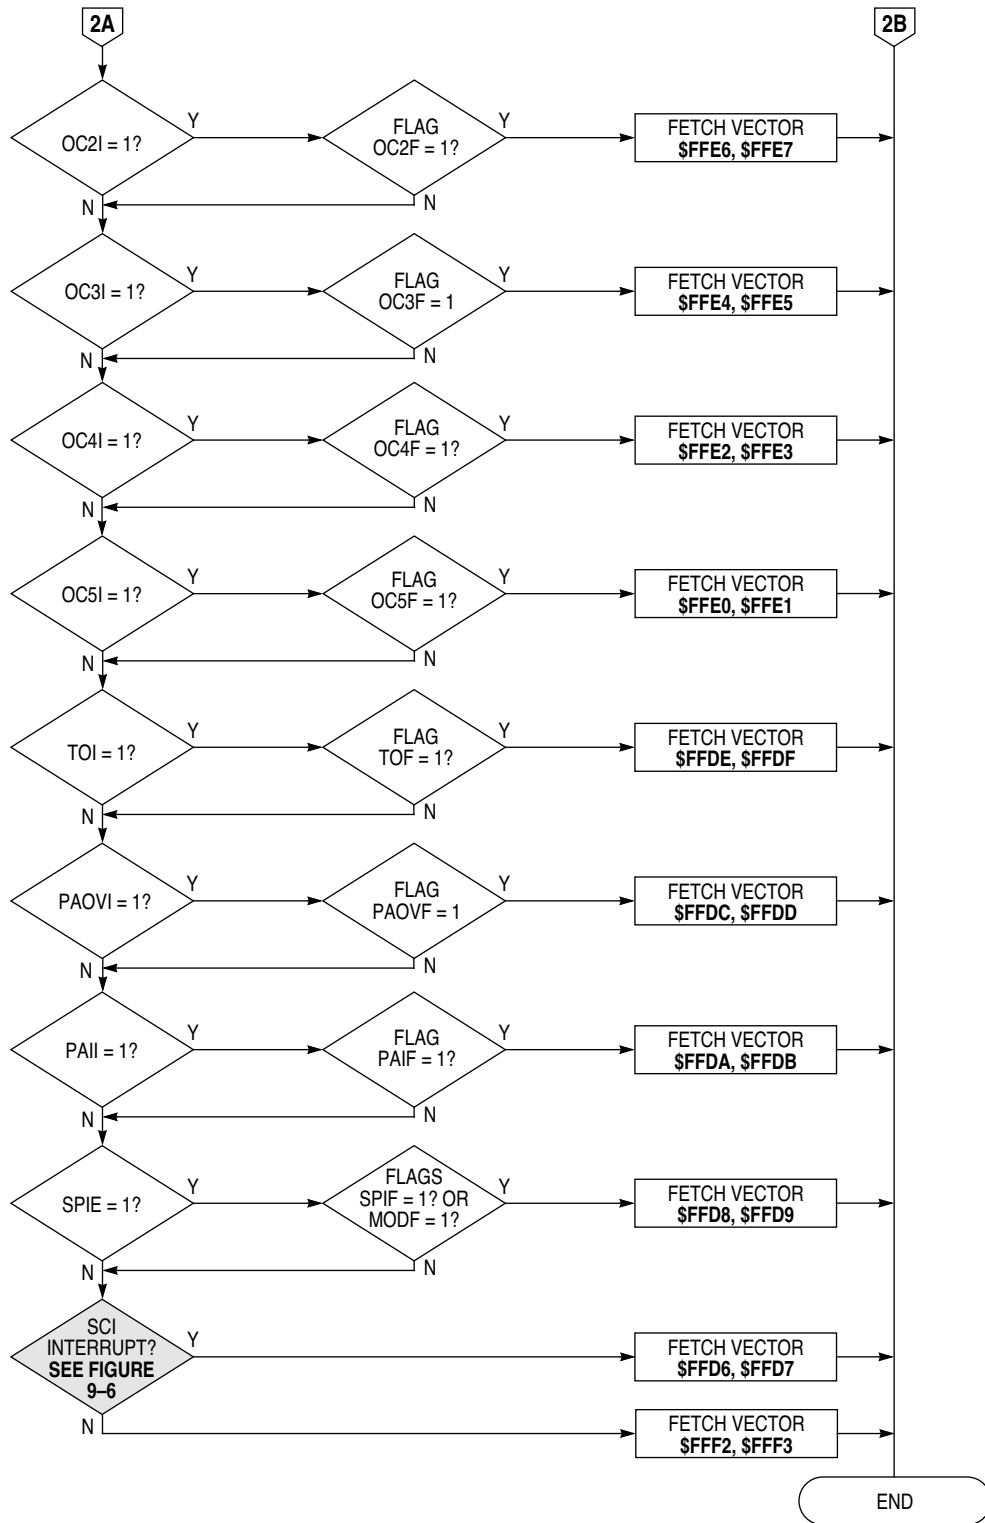 2A
2B
OC2I = 1?
Y
FLAG
OC2F = 1?
Y
FETCH VECTOR
$FFE6, $FFE7
N
N
OC3I = 1?
Y
FLAG
OC3F = 1
Y
FETCH VECTOR
$FFE4, $FFE5
N
N
OC4I = 1?
Y
FLAG
OC4F = 1?
Y
FETCH VECTOR
$FFE2, $FFE3
N
N
OC5I = 1?
Y
FLAG
OC5F = 1?
Y
FETCH VECTOR
$FFE0, $FFE1
N
N
TOI = 1?
Y
FLAG
TOF = 1?
Y
FETCH VECTOR
$FFDE, $FFDF
N
N
PAOVI = 1?
Y
FLAG
PAOVF = 1
Y
FETCH VECTOR
$FFDC, $FFDD
N
N
PAII = 1?
Y
FLAG
PAIF = 1?
Y
FETCH VECTOR
$FFDA, $FFDB
N
N
SPIE = 1?
Y
FLAGS
SPIF = 1? OR
MODF = 1?
Y
FETCH VECTOR
$FFD8, $FFD9
N
N
SCI
INTERRUPT?
SEE FIGURE
9–6
Y
FETCH VECTOR
$FFD6, $FFD7
N
FETCH VECTOR
$FFF2, $FFF3
END